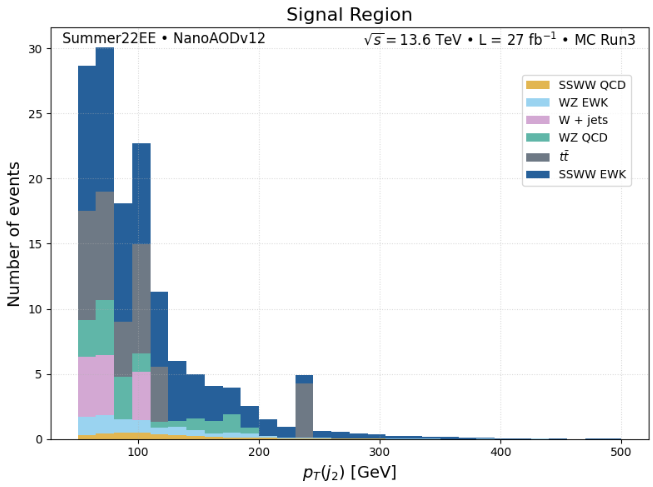 Signal Region
Summer22EE • NanoAODv12
√s = 13.6 TeV • L = 27 fb⁻¹ • MC Run3
SSWW QCD
WZ EWK
W + jets
WZ QCD
tt̄
SSWW EWK
Number of events
30
25
20
15
10
5
0
100
200
300
400
500
p_T(j_2) [GeV]